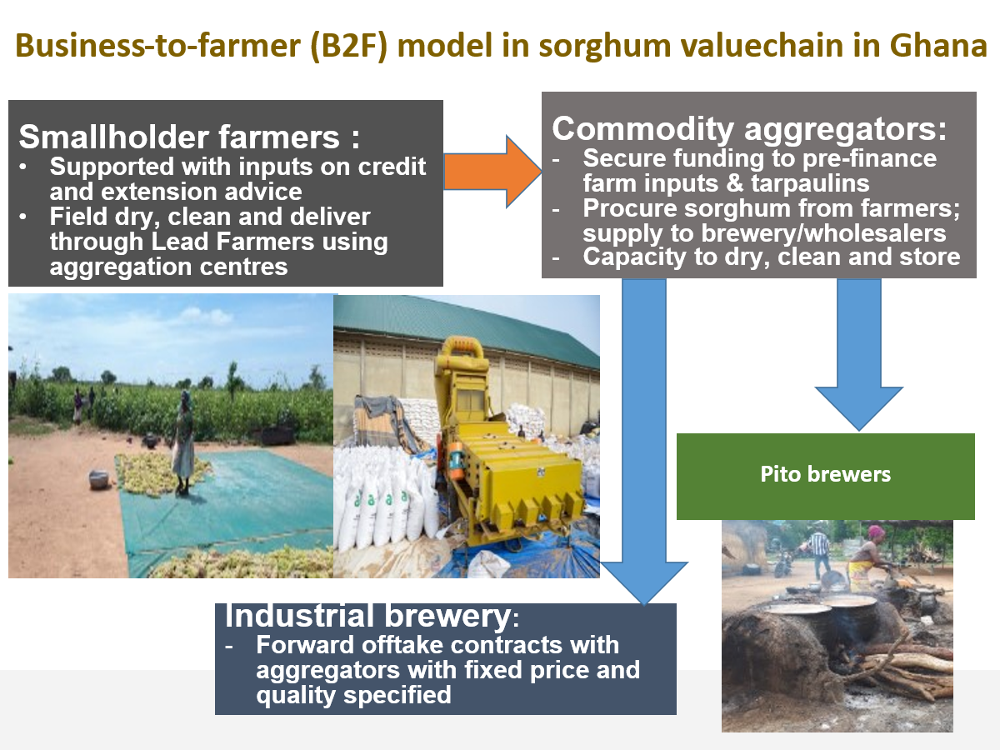 Business-to-farmer (B2F) model in sorghum valuechain in Ghana
Smallholder farmers :
• Supported with inputs on credit
and extension advice
• Field dry, clean and deliver
through Lead Farmers using
aggregation centres
Commodity aggregators:
- Secure funding to pre-finance
farm inputs & tarpaulins
- Procure sorghum from farmers;
supply to brewery/wholesalers
- Capacity to dry, clean and store
Pito brewers
Industrial brewery:
- Forward offtake contracts with
aggregators with fixed price and
quality specified